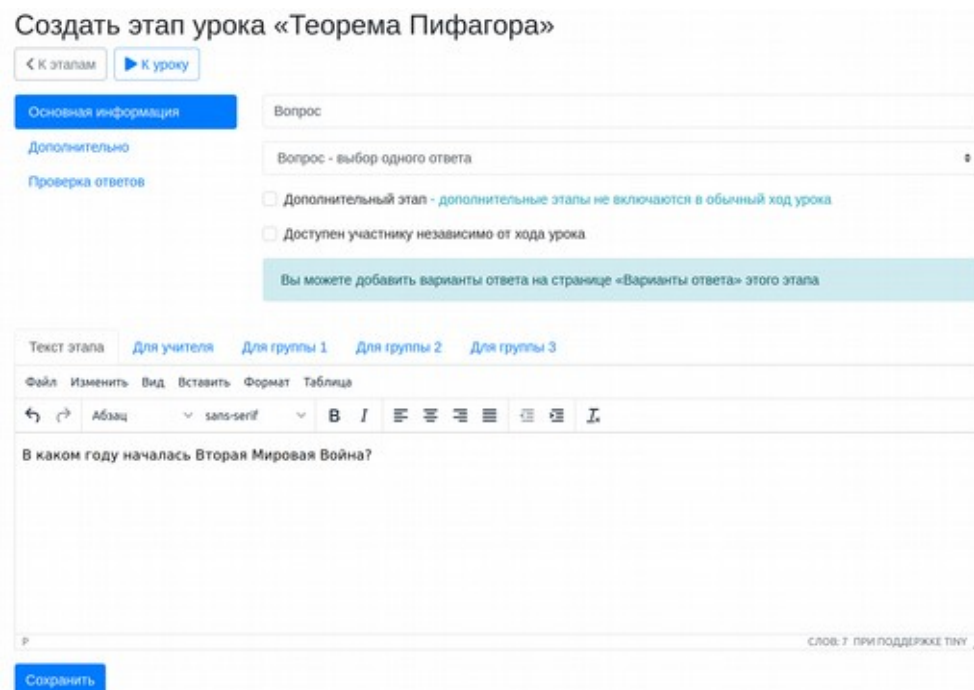 Создать этап урока «Теорема Пифагора»
К этапам К уроку
Основная информация
Дополнительно
Проверка ответов
Вопрос
Вопрос - выбор одного ответа
Дополнительный этап - дополнительные этапы не включаются в обычный ход урока
Доступен участнику независимо от хода урока
Вы можете добавить варианты ответа на странице «Варианты ответа» этого этапа
Текст этапа Для учителя Для группы 1 Для группы 2 Для группы 3
Файл Изменить Вид Вставить Формат Таблица
Абзац sans-serif B I
В каком году началась Вторая Мировая Война?
P СЛОВ: 7 ПРИ ПОДДЕРЖКЕ TINY
Сохранить